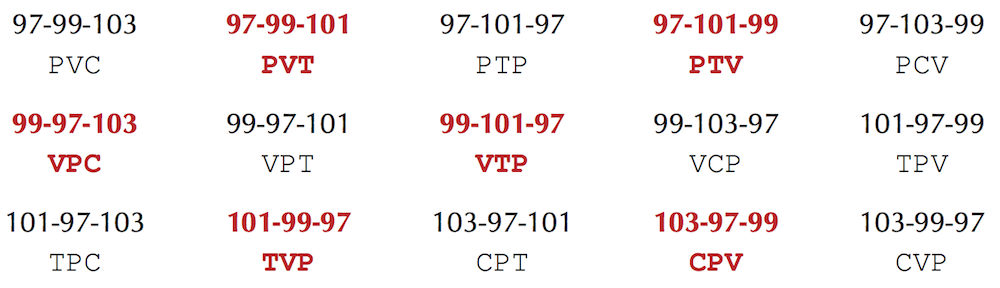 97-99-103 97-99-101 97-101-97 97-101-99 97-103-99
PVC PVT PTP PTV PCV
99-97-103 99-97-101 99-101-97 99-103-97 101-97-99
VPC VPT VTP VCP TPV
101-97-103 101-99-97 103-97-101 103-97-99 103-99-97
TPC TVP CPT CPV CVP